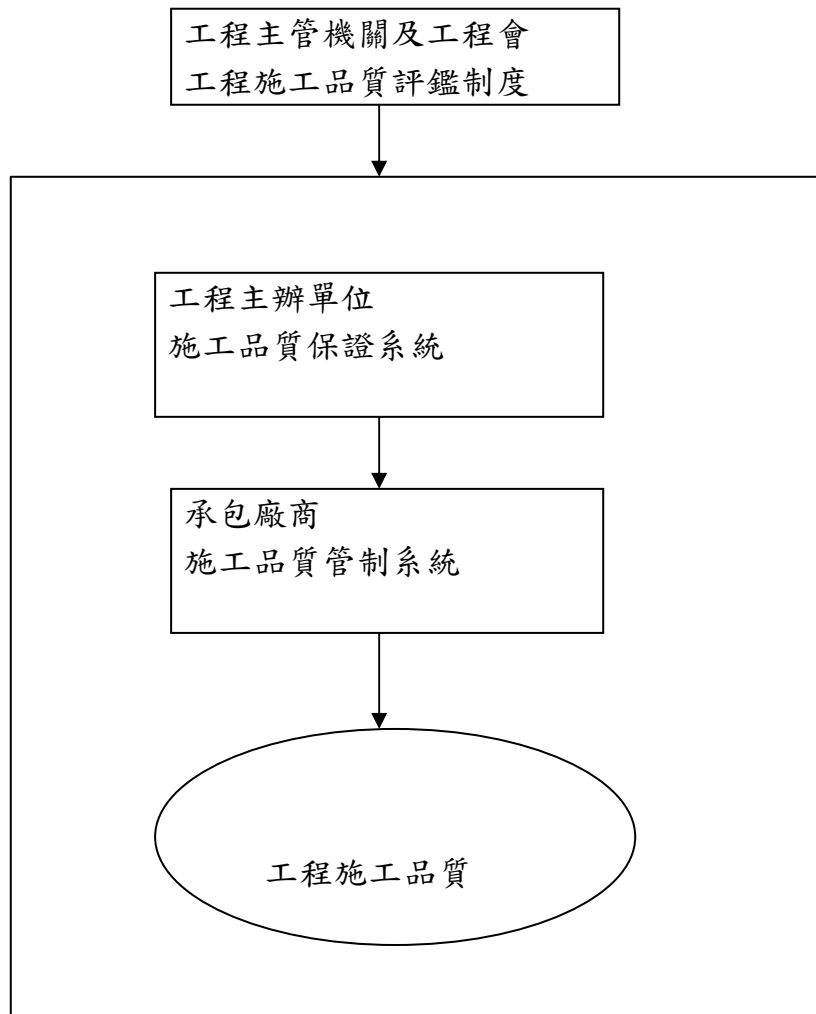 工程主管機關及工程會
工程施工品質評鑑制度
工程主辦單位
施工品質保證系統
承包廠商
施工品質管制系統
工程施工品質